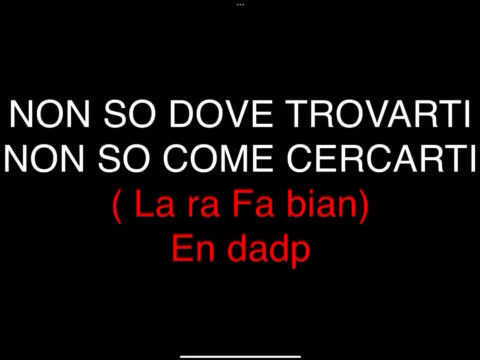 NON SO DOVE TROVARTI
NON SO COME CERCARTI
( La ra Fa bian)
En dadp